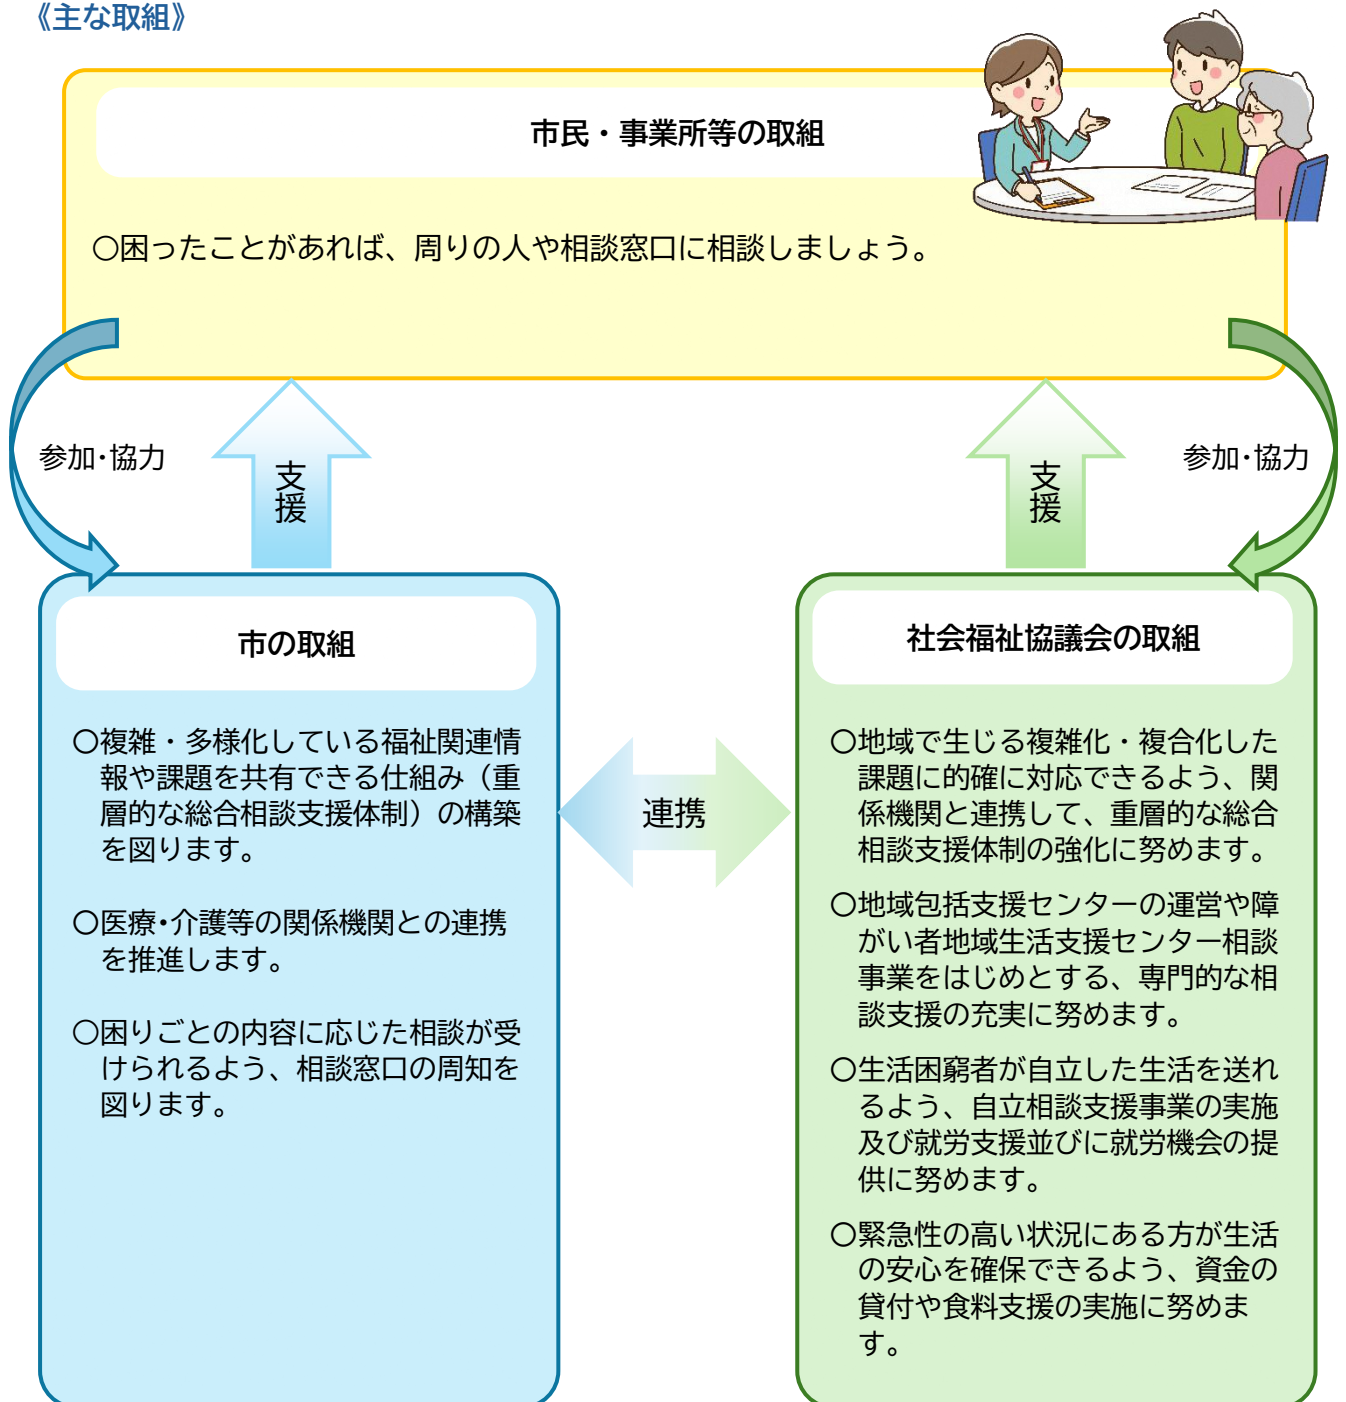 《主な取組》
市民・事業所等の取組
〇困ったことがあれば、周りの人や相談窓口に相談しましょう。
参加・協力
支援
支援
参加・協力
市の取組
〇複雑・多様化している福祉関連情
報や課題を共有できる仕組み（重
層的な総合相談支援体制）の構築
を図ります。
〇医療・介護等の関係機関との連携
を推進します。
〇困りごとの内容に応じた相談が受
けられるよう、相談窓口の周知を
図ります。
連携
社会福祉協議会の取組
〇地域で生じる複雑化・複合化した
課題に的確に対応できるよう、関
係機関と連携して、重層的な総合
相談支援体制の強化に努めます。
〇地域包括支援センターの運営や障
がい者地域生活支援センター相談
事業をはじめとする、専門的な相
談支援の充実に努めます。
〇生活困窮者が自立した生活を送れ
るよう、自立相談支援事業の実施
及び就労支援並びに就労機会の提
供に努めます。
〇緊急性の高い状況にある方が生活
の安心を確保できるよう、資金の
貸付や食料支援の実施に努めま
す。